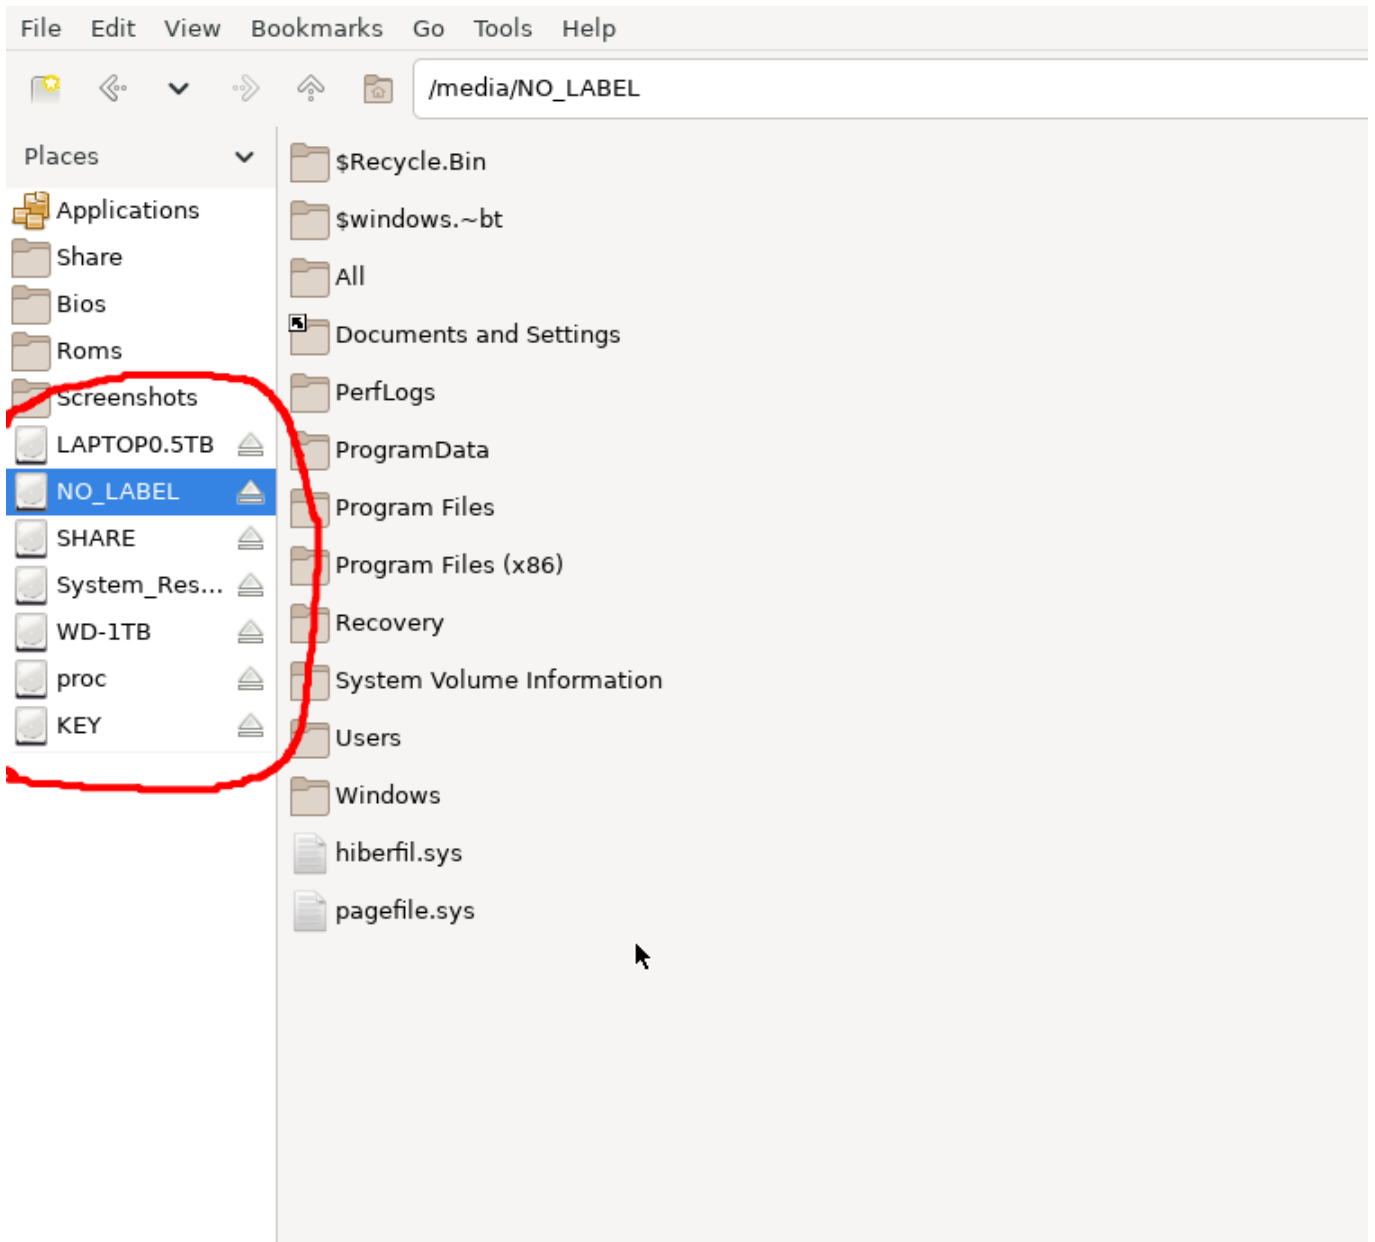 File Edit View Bookmarks Go Tools Help
/media/NO_LABEL
Places
Applications
Share
Bios
Roms
Screenshots
LAPTOP0.5TB
NO_LABEL
SHARE
System_Res...
WD-1TB
proc
KEY
$Recycle.Bin
$windows.~bt
All
Documents and Settings
PerfLogs
ProgramData
Program Files
Program Files (x86)
Recovery
System Volume Information
Users
Windows
hiberfil.sys
pagefile.sys